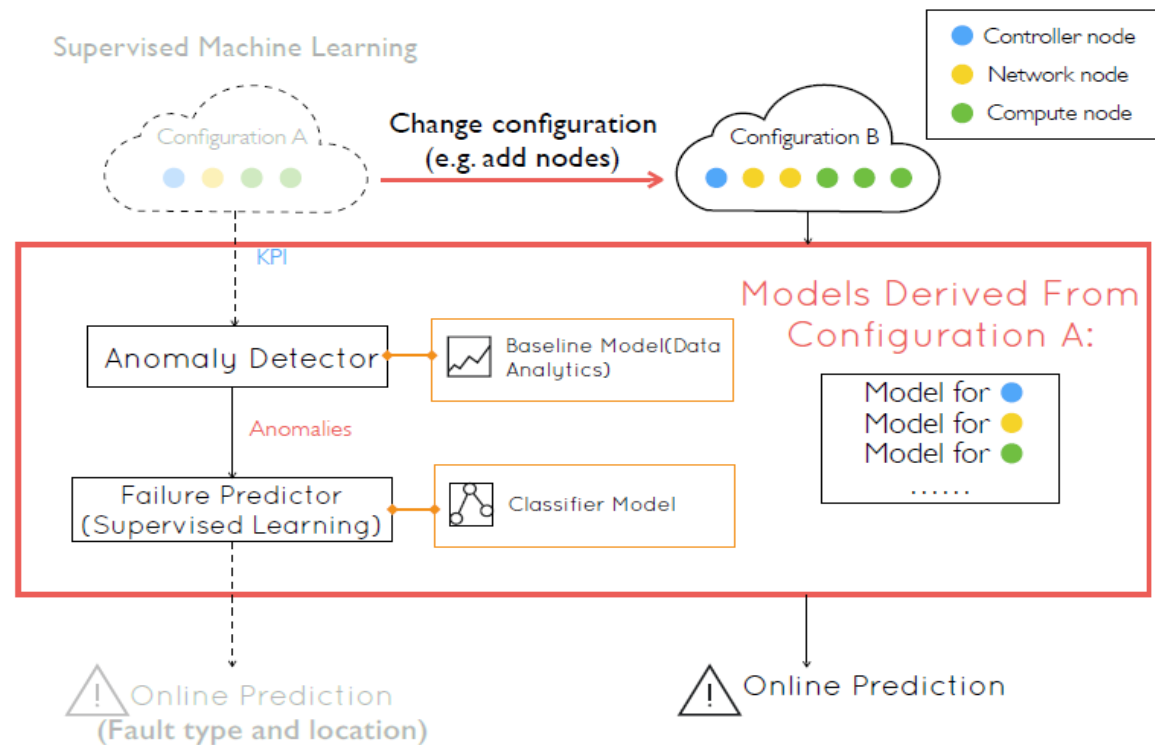 Supervised Machine Learning
Controller node
Network node
Compute node
Configuration A
Change configuration
(e.g. add nodes)
Configuration B
KPI
Models Derived From
Configuration A:
Anomaly Detector
Baseline Model(Data
Analytics)
Model for
Model for
Model for
......
Anomalies
Failure Predictor
(Supervised Learning)
Classifier Model
Online Prediction
(Fault type and location)
Online Prediction